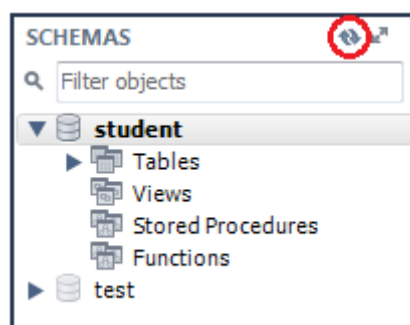 SCHEMAS
Filter objects
student
Tables
Views
Stored Procedures
Functions
test